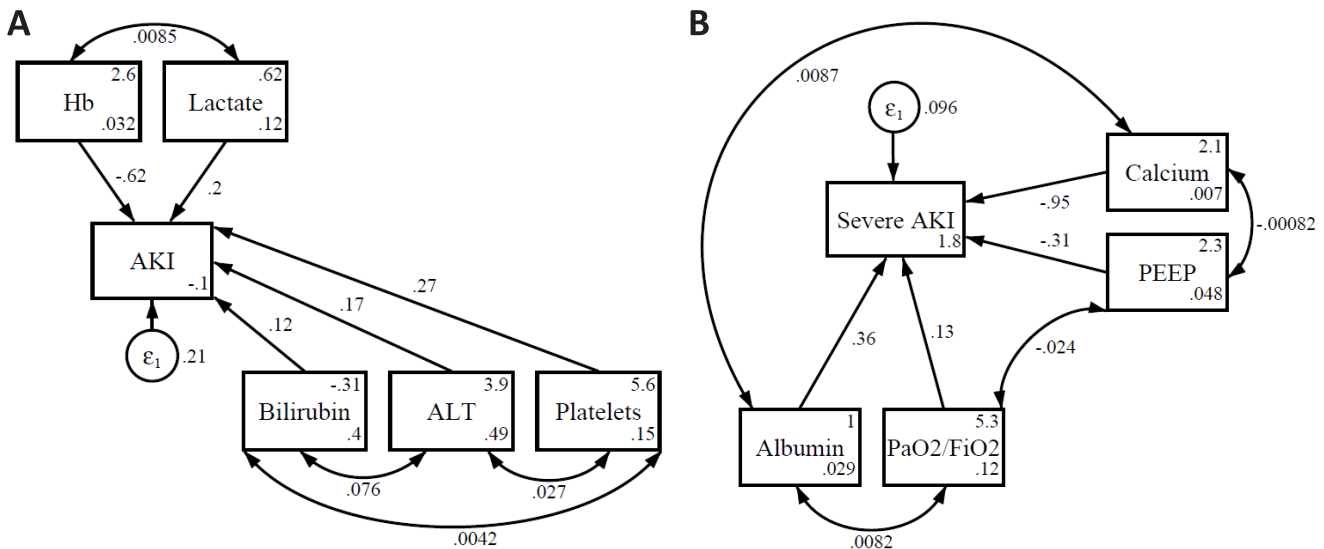 A
.0085
2.6
Hb
.032
.62
Lactate
.12
-.62
.2
AKI
-.1
.27
.17
.12
ε1
.21
-.31
Bilirubin
.4
3.9
ALT
.49
5.6
Platelets
.15
.076
.027
.0042
B
.0087
ε1
.096
2.1
Calcium
.007
Severe AKI
1.8
-.95
-.31
-.00082
2.3
PEEP
.048
.36
.13
-.024
1
Albumin
.029
5.3
PaO2/FiO2
.12
.0082